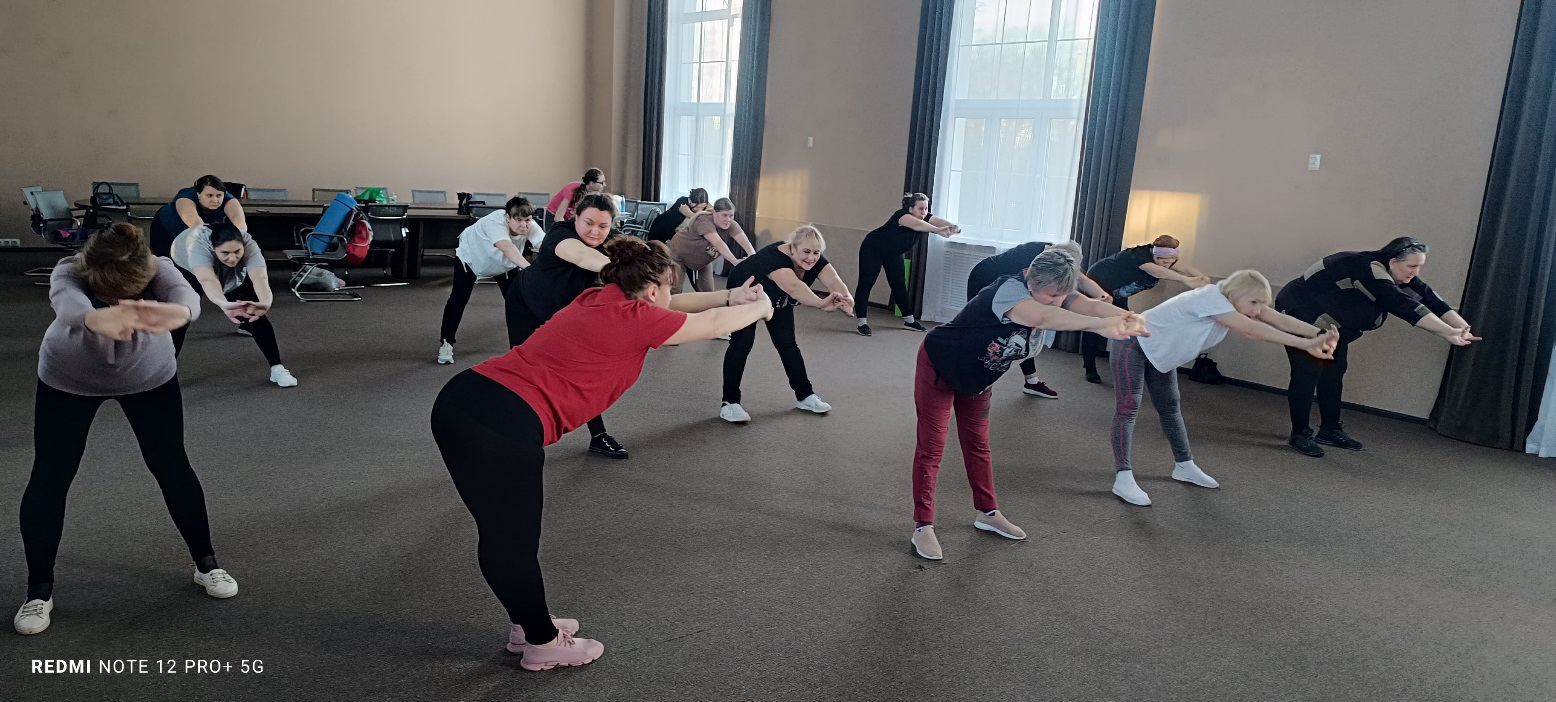 REDMI NOTE 12 PRO+ 5G